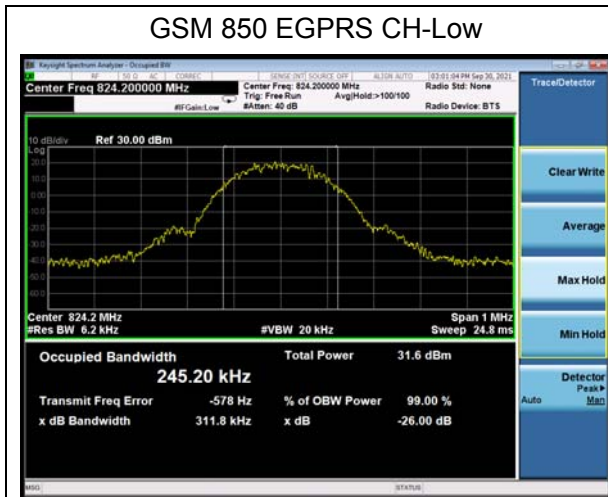 GSM 850 EGPRS CH-Low
Keysight Spectrum Analyzer - Occupied BW
RF 50 Ω AC CORREC SENSE:INT SOURCE OFF ALIGN AUTO 03:01:04 PM Sep 30, 2021
Center Freq 824.200000 MHz Center Freq: 824.200000 MHz Radio Std: None Trace/Detector
Trig: Free Run Avg|Hold:>100/100
#IFGain:Low #Atten: 40 dB Radio Device: BTS
10 dB/div Ref 30.00 dBm
Log
20.0
10.0
0.00
Clear Write
Average
Max Hold
Center 824.2 MHz Span 1 MHz
#Res BW 6.2 kHz #VBW 20 kHz Sweep 24.8 ms
Min Hold
Occupied Bandwidth Total Power 31.6 dBm
245.20 kHz
Detector
Peak▶
Auto Man
Transmit Freq Error -578 Hz % of OBW Power 99.00 %
x dB Bandwidth 311.8 kHz x dB -26.00 dB
MSG STATUS